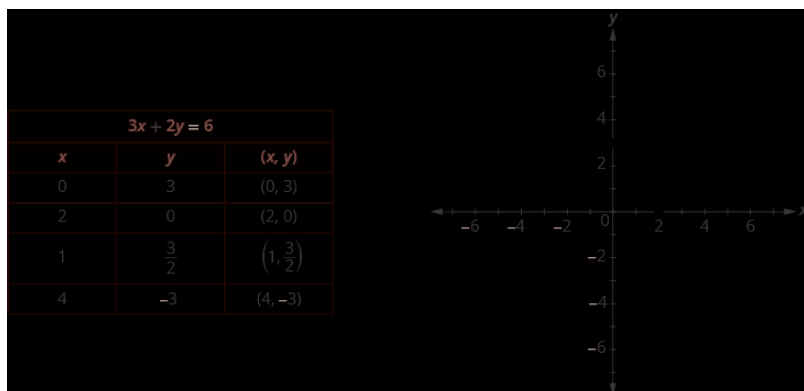 3x + 2y = 6
x y (x, y)
0 3 (0, 3)
2 0 (2, 0)
1 3/2 (1, 3/2)
4 –3 (4, –3)
y
6
4
2
–6 –4 –2 0 2 4 6 x
–2
–4
–6